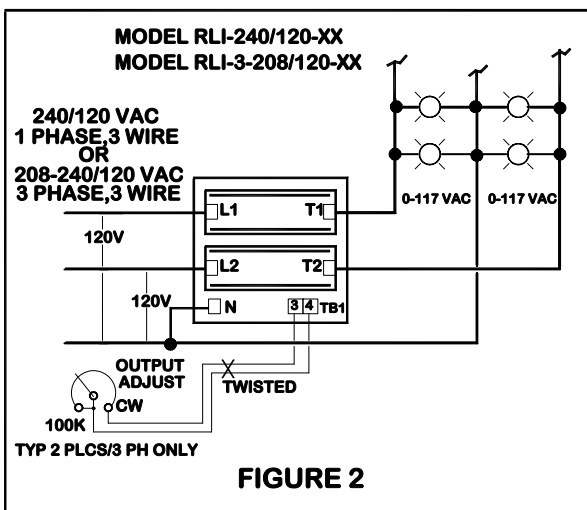 MODEL RLI-240/120-XX
MODEL RLI-3-208/120-XX
240/120 VAC
1 PHASE,3 WIRE
OR
208-240/120 VAC
3 PHASE,3 WIRE
0-117 VAC
0-117 VAC
L1
T1
120V
L2
T2
120V
N
3 4 TB1
OUTPUT
ADJUST
TWISTED
CW
100K
TYP 2 PLCS/3 PH ONLY
FIGURE 2